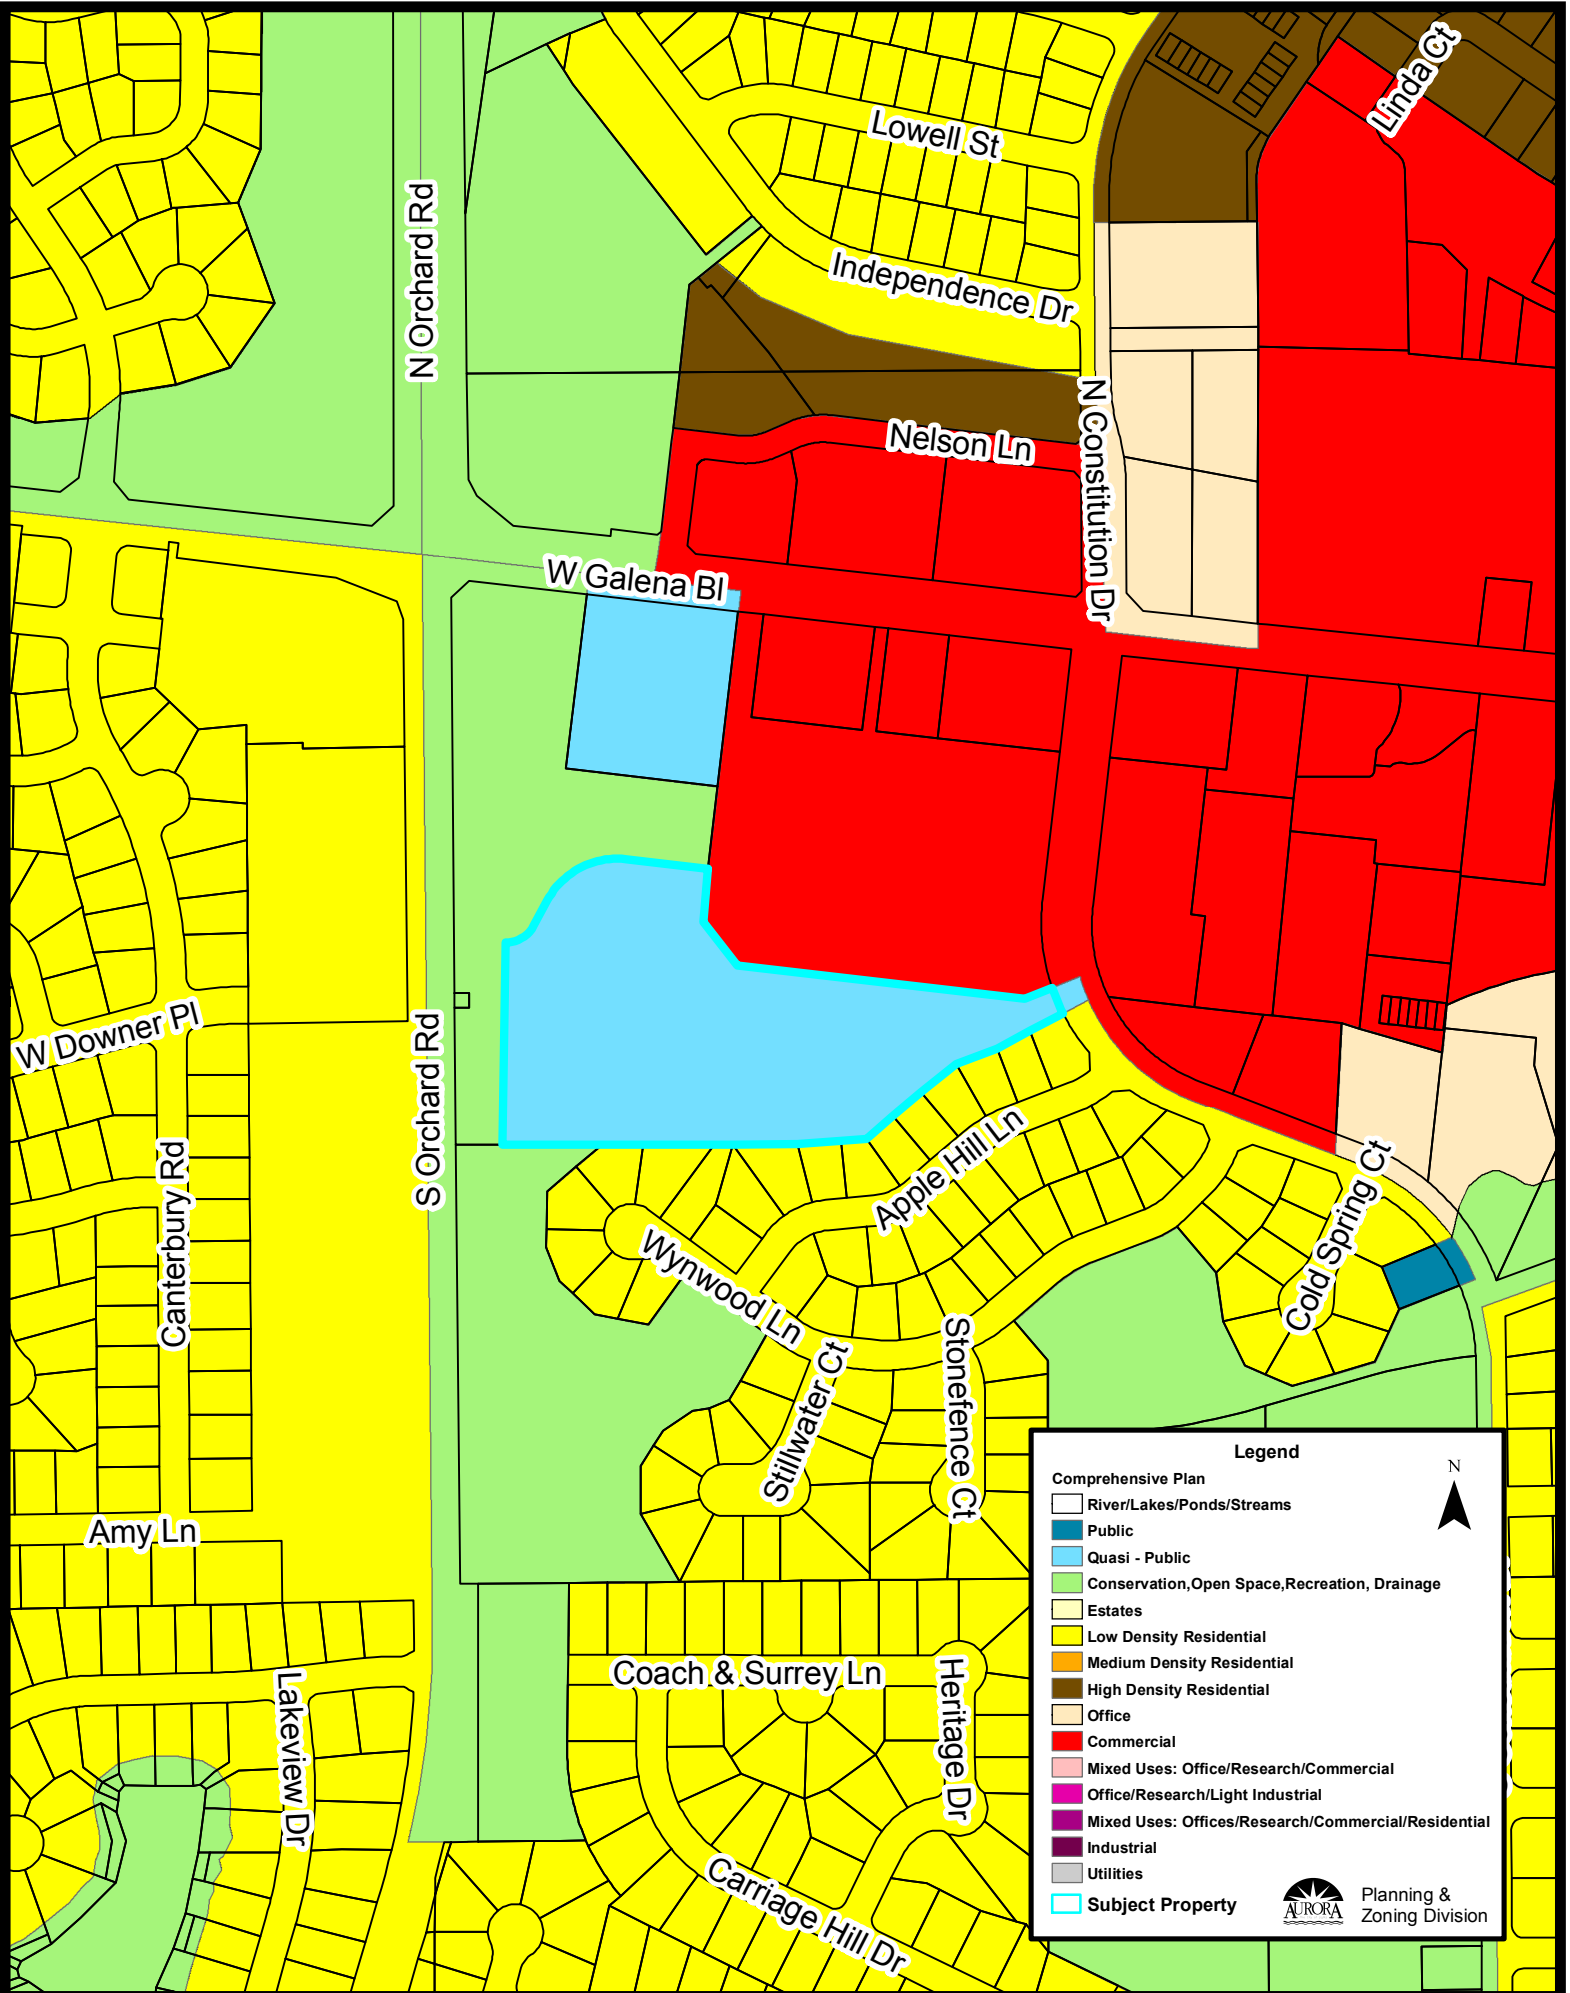 Linda Ct
Lowell St
N Orchard Rd
Independence Dr
N Constitution Dr
Nelson Ln
W Galena Bl
W Downer Pl
S Orchard Rd
Canterbury Rd
Apple Hill Ln
Cold Spring Ct
Wynwood Ln
Stillwater Ct
Stonefence Ct
Amy Ln
Coach & Surrey Ln
Heritage Dr
Lakeview Dr
Carriage Hill Dr
Legend
N
Comprehensive Plan
River/Lakes/Ponds/Streams
Public
Quasi - Public
Conservation,Open Space,Recreation, Drainage
Estates
Low Density Residential
Medium Density Residential
High Density Residential
Office
Commercial
Mixed Uses: Office/Research/Commercial
Office/Research/Light Industrial
Mixed Uses: Offices/Research/Commercial/Residential
Industrial
Utilities
Subject Property
AURORA
Planning &
Zoning Division